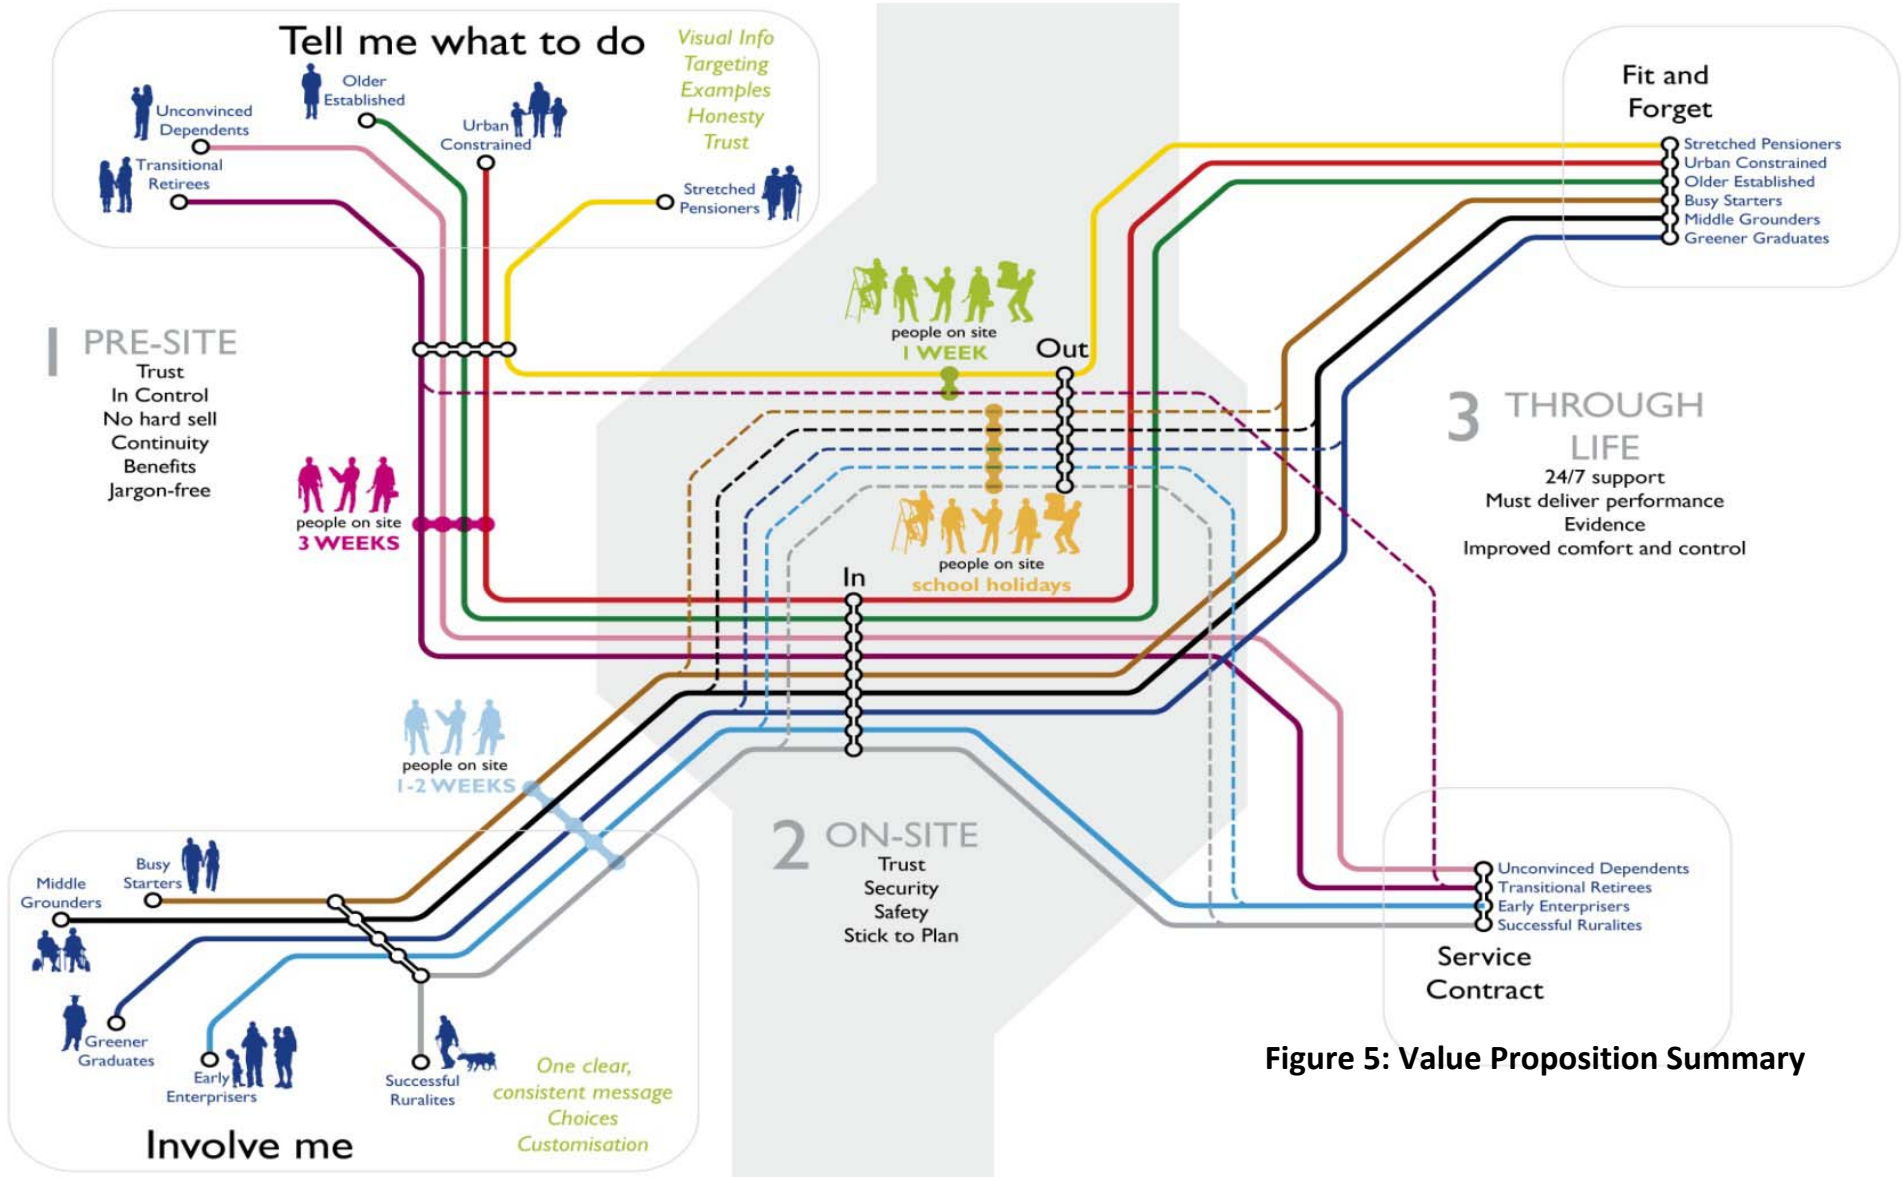 Tell me what to do
Visual Info
Targeting
Examples
Honesty
Trust
Older
Established
Unconvinced
Dependents
Urban
Constrained
Transitional
Retirees
Stretched
Pensioners
Fit and
Forget
Stretched Pensioners
Urban Constrained
Older Established
Busy Starters
Middle Grounders
Greener Graduates
1 PRE-SITE
Trust
In Control
No hard sell
Continuity
Benefits
Jargon-free
people on site
1 WEEK
Out
people on site
3 WEEKS
people on site
school holidays
In
3 THROUGH
LIFE
24/7 support
Must deliver performance
Evidence
Improved comfort and control
people on site
1-2 WEEKS
2 ON-SITE
Trust
Security
Safety
Stick to Plan
Busy
Starters
Middle
Grounders
Greener
Graduates
Early
Enterprisers
Successful
Ruralites
One clear,
consistent message
Choices
Customisation
Involve me
Unconvinced Dependents
Transitional Retirees
Early Enterprisers
Successful Ruralites
Service
Contract
Figure 5: Value Proposition Summary